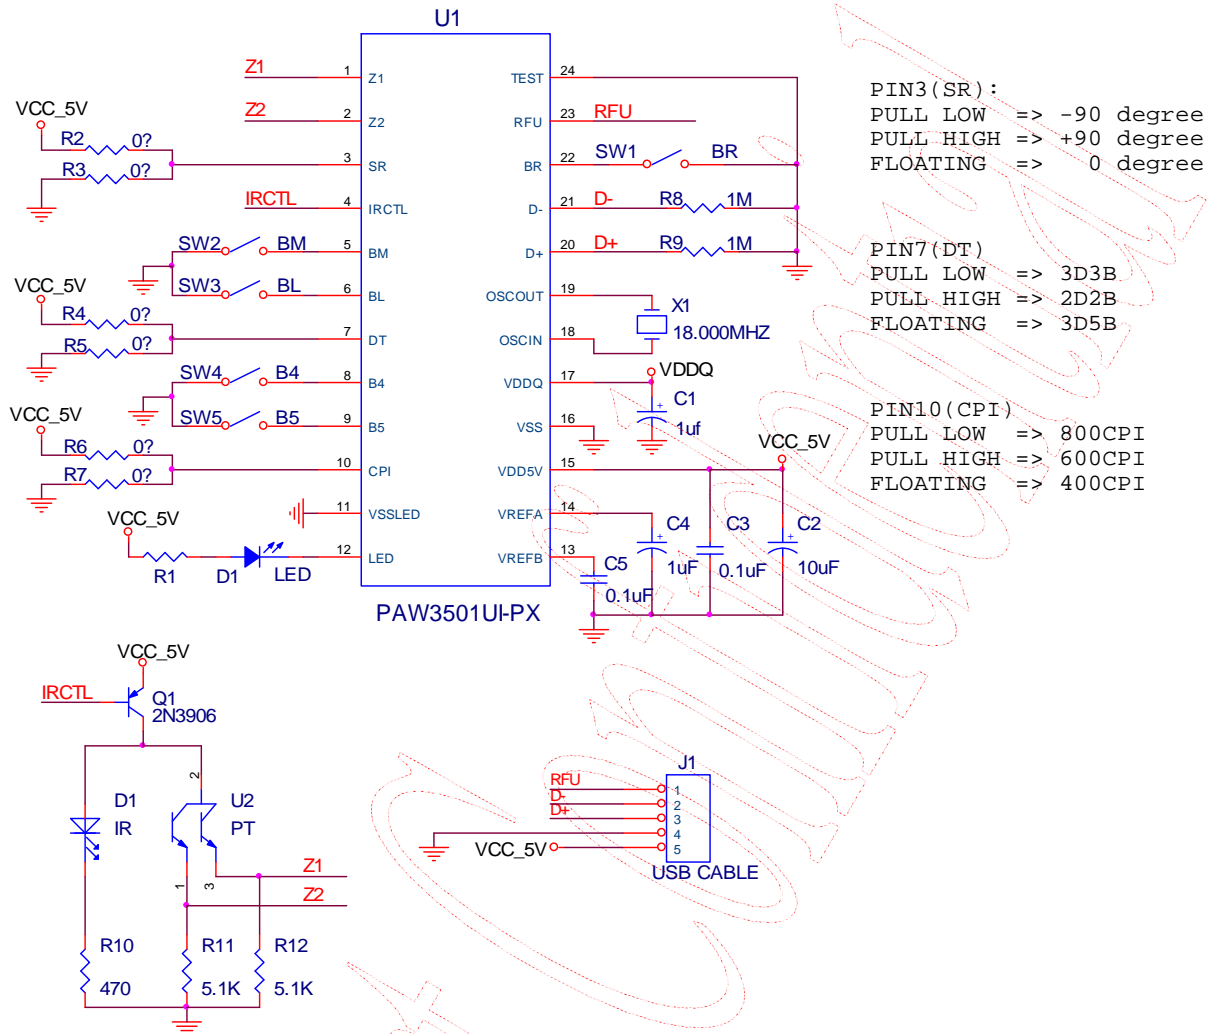 U1
Z1 1 Z1 TEST 24
PIN3(SR):
Z2 2 Z2 RFU 23 RFU
PULL LOW => -90 degree
VCC_5V
R2 0?
PULL HIGH => +90 degree
R3 0? 3 SR BR 22 SW1 BR
FLOATING => 0 degree
IRCTL 4 IRCTL D- 21 D- R8 1M
SW2 BM 5 BM D+ 20 D+ R9 1M
PIN7(DT)
PULL LOW => 3D3B
VCC_5V SW3 BL 6 BL OSCOUT 19
PULL HIGH => 2D2B
R4 0? X1
R5 0? 7 DT OSCIN 18 18.000MHZ
FLOATING => 3D5B
SW4 B4 8 B4 VDDQ 17 VDDQ
C1
PIN10(CPI)
VCC_5V SW5 B5 9 B5 VSS 16 1uf
PULL LOW => 800CPI
R6 0? VCC_5V
PULL HIGH => 600CPI
R7 0? 10 CPI VDD5V 15
FLOATING => 400CPI
VCC_5V 11 VSSLED VREFA 14
C4 C3 C2
R1 D1 LED 12 LED VREFB 13
C5 1uF 0.1uF 10uF
0.1uF
PAW3501UI-PX
VCC_5V
IRCTL Q1
2N3906
2
D1 U2
IR PT
1 3
Z1
Z2
R10 R11 R12
470 5.1K 5.1K
J1
RFU 1
D- 2
D+ 3
4
VCC_5V 5
USB CABLE